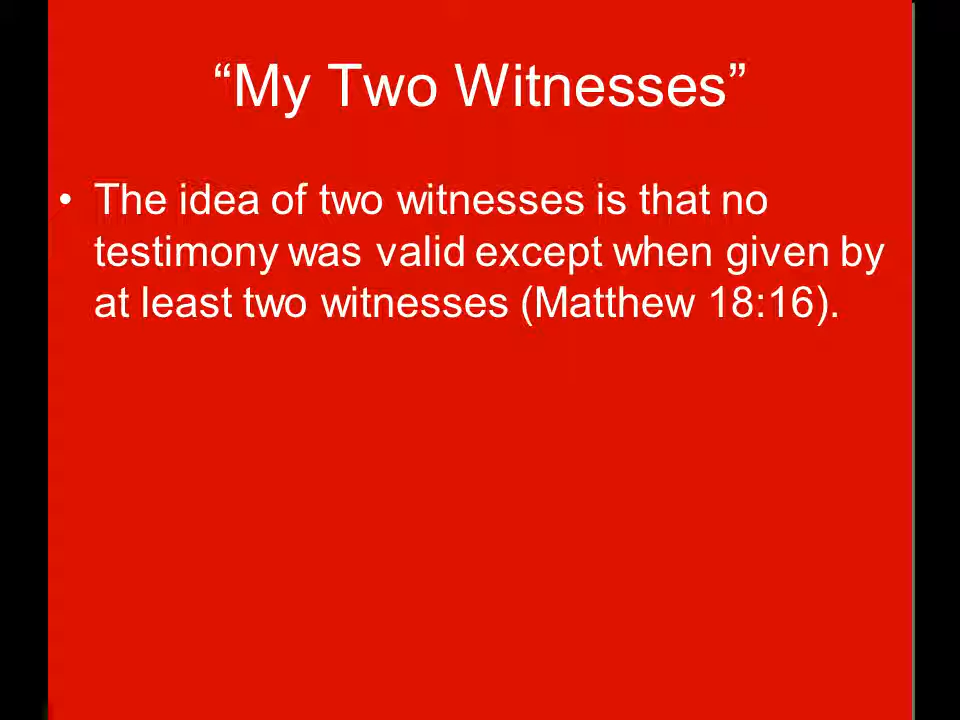 “My Two Witnesses”
• The idea of two witnesses is that no
testimony was valid except when given by
at least two witnesses (Matthew 18:16).